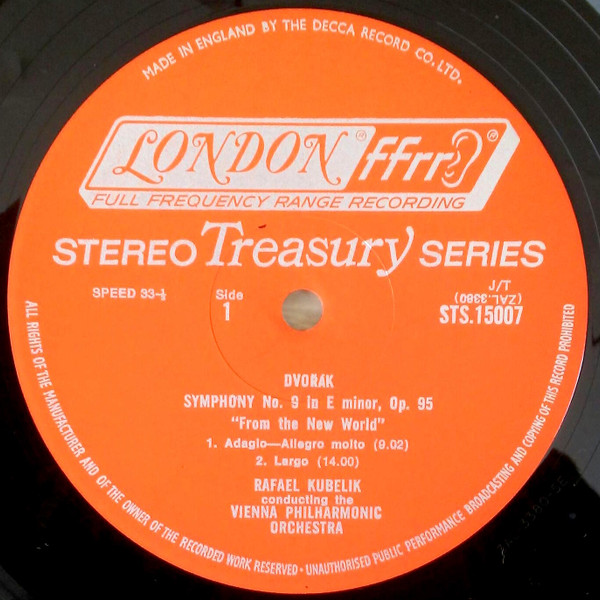 MADE IN ENGLAND BY THE DECCA RECORD CO. LTD.
LONDON ® ffrr ®
FULL FREQUENCY RANGE RECORDING
STEREO Treasury SERIES
J/T
SPEED 33-⅓ Side (ZAL.3380)
1 STS.15007
DVORAK
SYMPHONY No. 9 in E minor, Op. 95
"From the New World"
1. Adagio—Allegro molto (9.02)
2. Largo (14.00)
RAFAEL KUBELIK
conducting the
VIENNA PHILHARMONIC
ORCHESTRA
ALL RIGHTS OF THE MANUFACTURER AND OF THE OWNER OF THE RECORDED WORK RESERVED · UNAUTHORISED PUBLIC PERFORMANCE BROADCASTING AND COPYING OF THIS RECORD PROHIBITED